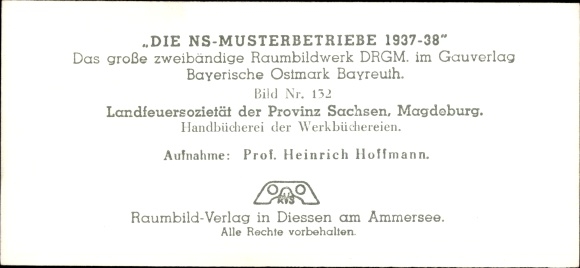 „DIE NS-MUSTERBETRIEBE 1937-38"
Das große zweibändige Raumbildwerk DRGM. im Gauverlag
Bayerische Ostmark Bayreuth.
Bild Nr. 132
Landfeuersozietät der Provinz Sachsen, Magdeburg.
Handbücherei der Werkbüchereien.
Aufnahme: Prof. Heinrich Hoffmann.
RVS
Raumbild-Verlag in Diessen am Ammersee.
Alle Rechte vorbehalten.